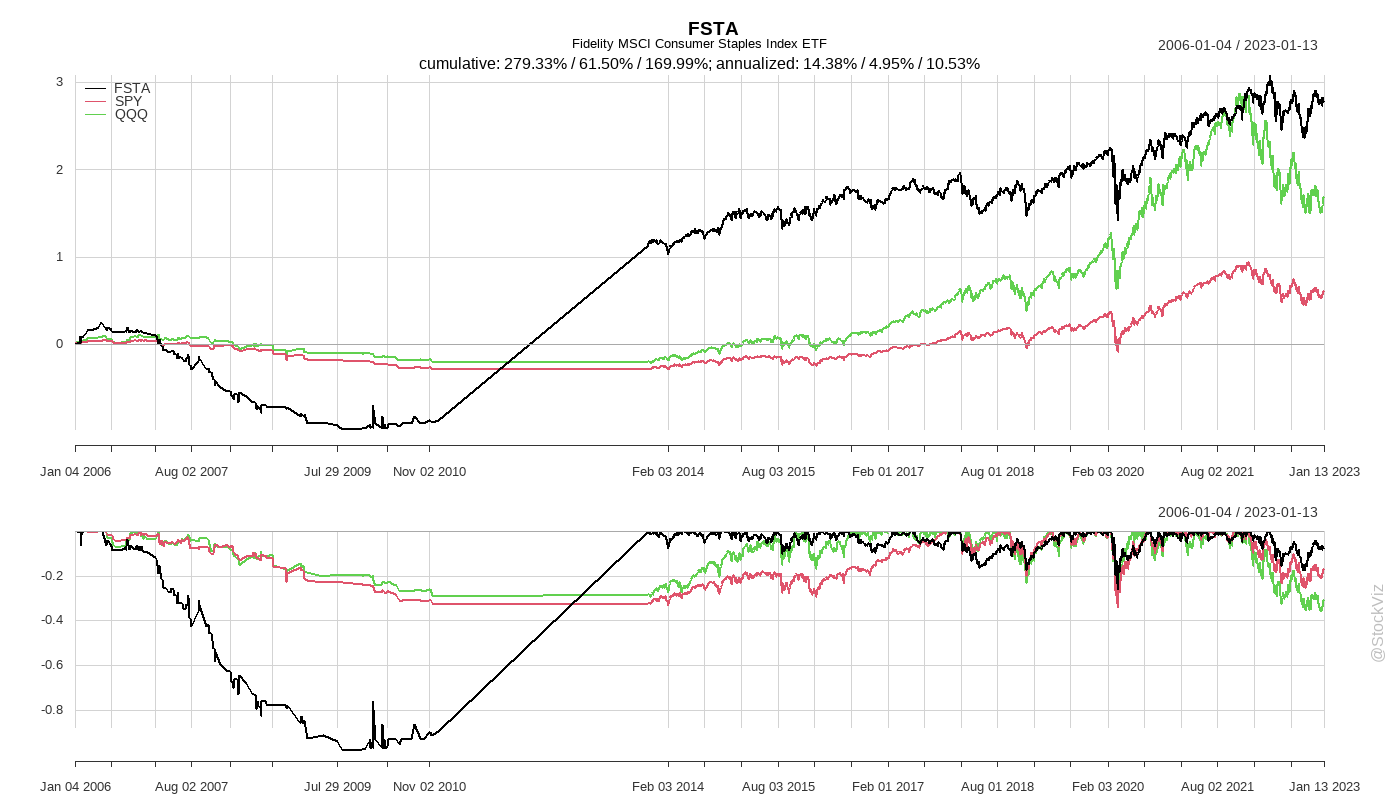 FSTA
Fidelity MSCI Consumer Staples Index ETF
2006-01-04 / 2023-01-13
cumulative: 279.33% / 61.50% / 169.99%; annualized: 14.38% / 4.95% / 10.53%
FSTA
SPY
QQQ
3
2
1
0
Jan 04 2006 Aug 02 2007 Jul 29 2009 Nov 02 2010 Feb 03 2014 Aug 03 2015 Feb 01 2017 Aug 01 2018 Feb 03 2020 Aug 02 2021 Jan 13 2023
2006-01-04 / 2023-01-13
-0.2
-0.4
-0.6
-0.8
Jan 04 2006 Aug 02 2007 Jul 29 2009 Nov 02 2010 Feb 03 2014 Aug 03 2015 Feb 01 2017 Aug 01 2018 Feb 03 2020 Aug 02 2021 Jan 13 2023
@StockViz